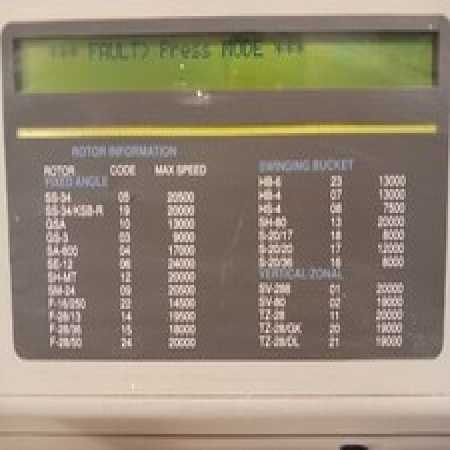 *** FAULT> Press MODE ***
ROTOR INFORMATION
ROTOR CODE MAX SPEED
FIXED ANGLE
SS-34 05 20500
SS-34/KSB-R 19 20000
GSA 10 13000
GS-3 03 9000
SA-600 04 17000
SE-12 06 24000
SH-MT 12 20000
SM-24 09 20500
F-16/250 22 14500
F-28/13 14 19500
F-28/36 15 18000
F-28/50 24 20000
SWINGING BUCKET
HB-6 23 13000
HB-4 07 13000
HS-4 08 7500
SH-80 13 20000
S-20/17 18 6000
S-20/20 17 12000
S-20/36 16 6000
VERTICAL ZONAL
SV-288 01 20000
SV-80 02 19000
TZ-28 11 20000
TZ-28/GK 20 19000
TZ-28/DL 21 19000